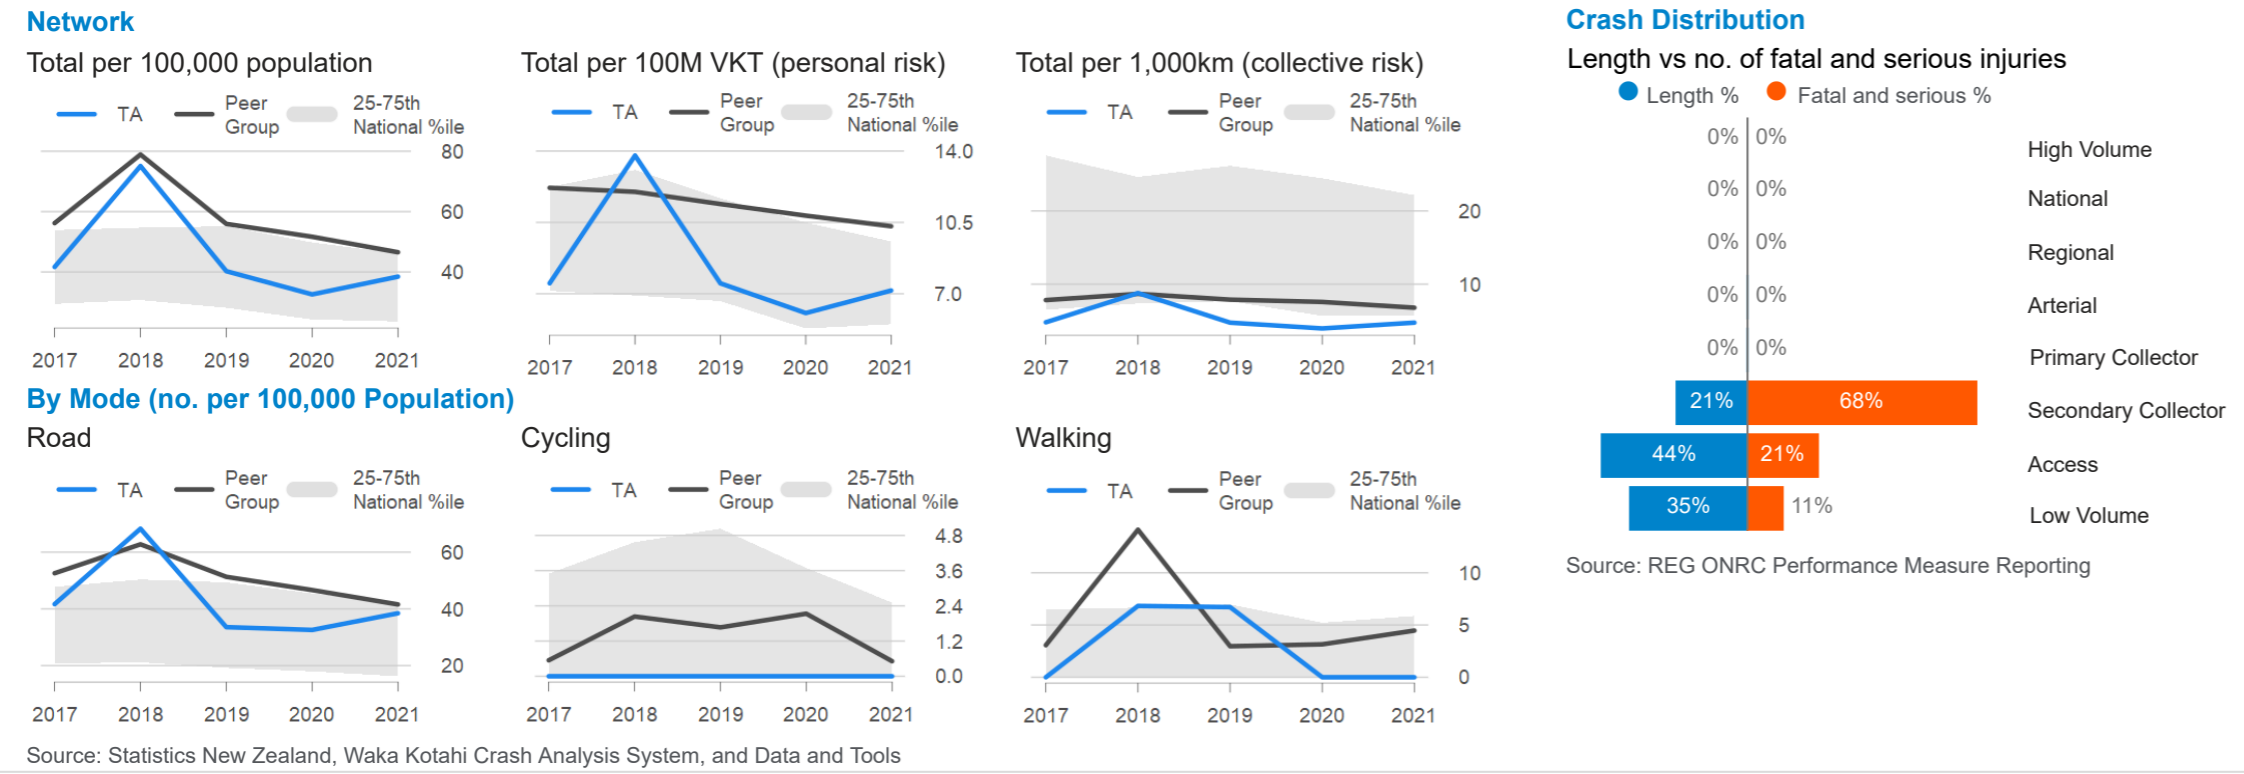 Network
Total per 100,000 population
TA
Peer Group
25-75th National %ile
80
60
40
2017 2018 2019 2020 2021
Total per 100M VKT (personal risk)
TA
Peer Group
25-75th National %ile
14.0
10.5
7.0
2017 2018 2019 2020 2021
Total per 1,000km (collective risk)
TA
Peer Group
25-75th National %ile
20
10
2017 2018 2019 2020 2021
By Mode (no. per 100,000 Population)
Road
TA
Peer Group
25-75th National %ile
60
40
20
2017 2018 2019 2020 2021
Cycling
TA
Peer Group
25-75th National %ile
4.8
3.6
2.4
1.2
0.0
2017 2018 2019 2020 2021
Walking
TA
Peer Group
25-75th National %ile
10
5
0
2017 2018 2019 2020 2021
Source: Statistics New Zealand, Waka Kotahi Crash Analysis System, and Data and Tools
Crash Distribution
Length vs no. of fatal and serious injuries
Length % Fatal and serious %
0% 0% High Volume
0% 0% National
0% 0% Regional
0% 0% Arterial
0% 0% Primary Collector
21% 68% Secondary Collector
44% 21% Access
35% 11% Low Volume
Source: REG ONRC Performance Measure Reporting